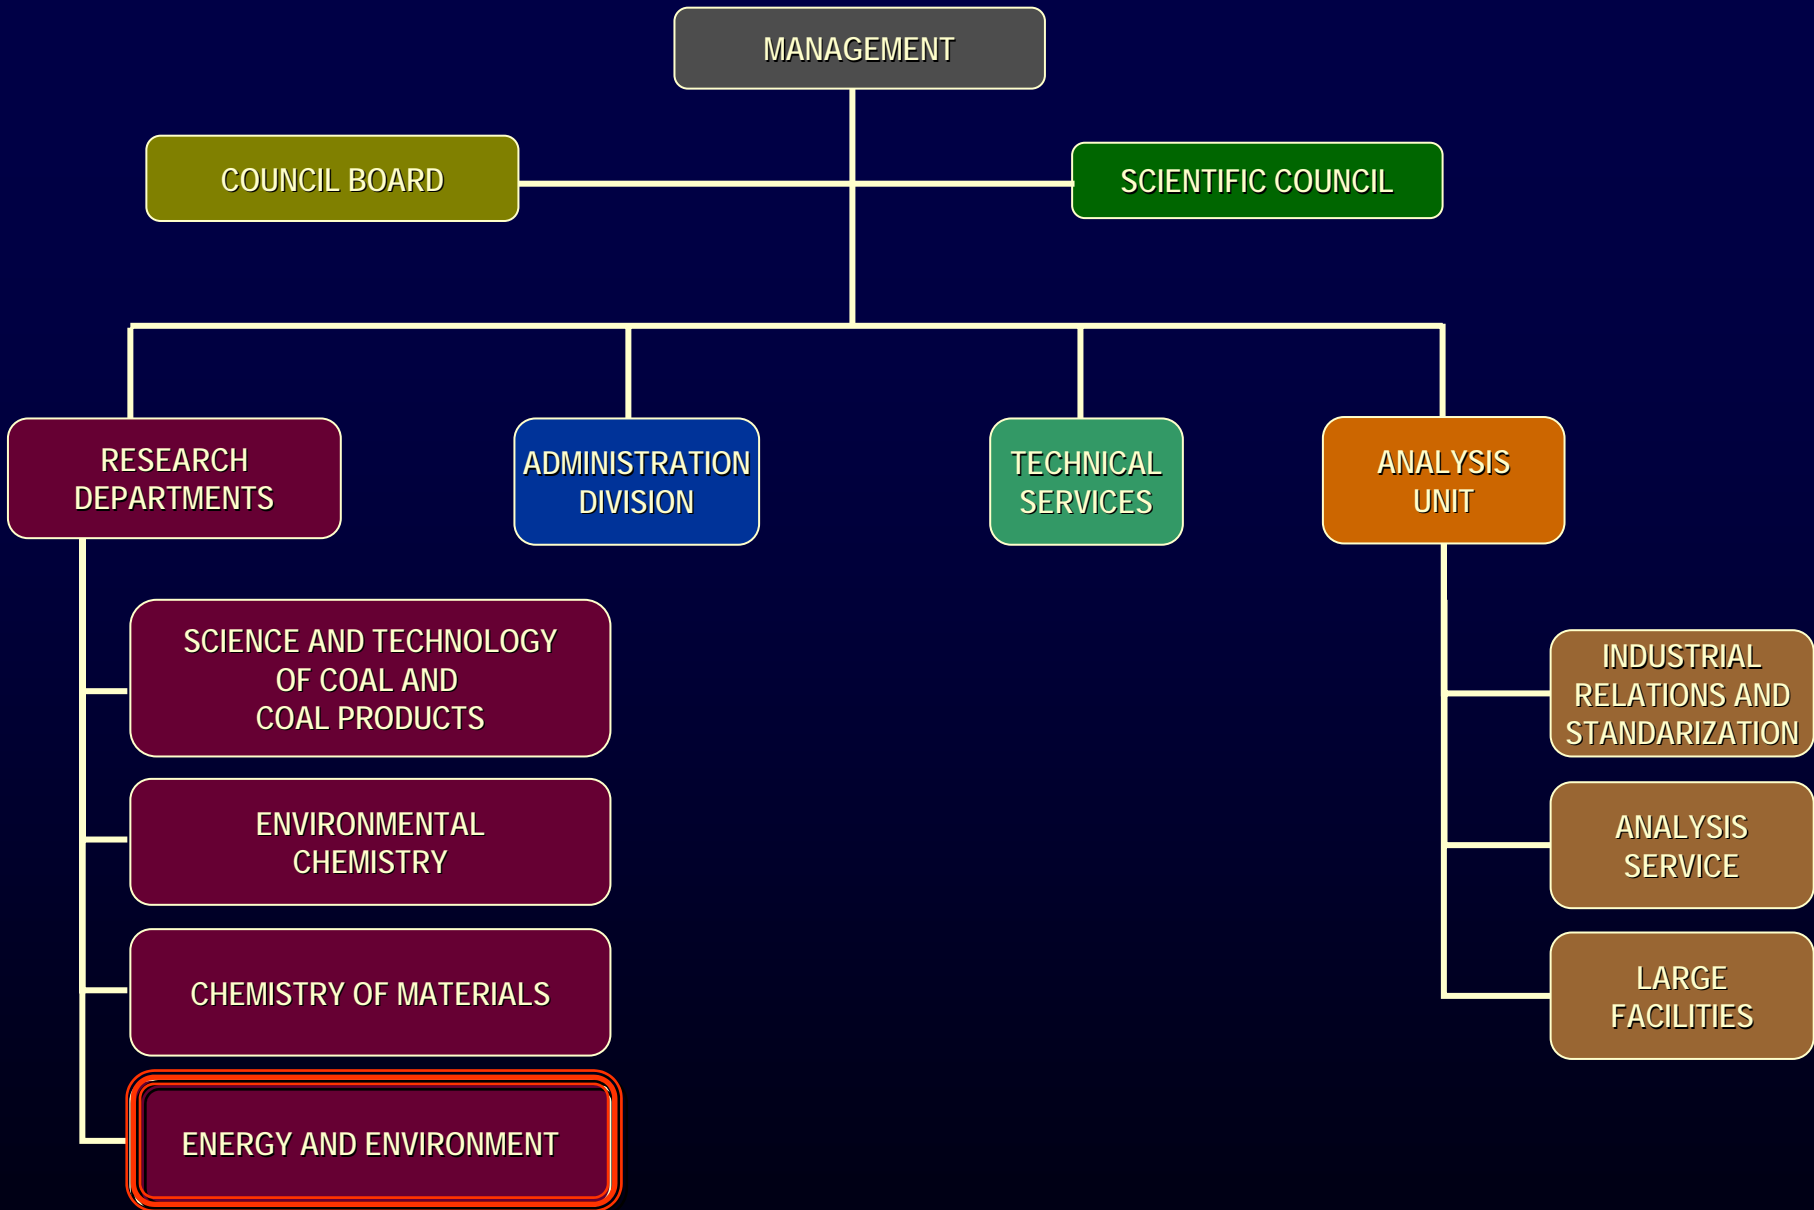 MANAGEMENT
COUNCIL BOARD
SCIENTIFIC COUNCIL
RESEARCH
DEPARTMENTS
ADMINISTRATION
DIVISION
TECHNICAL
SERVICES
ANALYSIS
UNIT
SCIENCE AND TECHNOLOGY
OF COAL AND
COAL PRODUCTS
ENVIRONMENTAL
CHEMISTRY
CHEMISTRY OF MATERIALS
ENERGY AND ENVIRONMENT
INDUSTRIAL
RELATIONS AND
STANDARIZATION
ANALYSIS
SERVICE
LARGE
FACILITIES